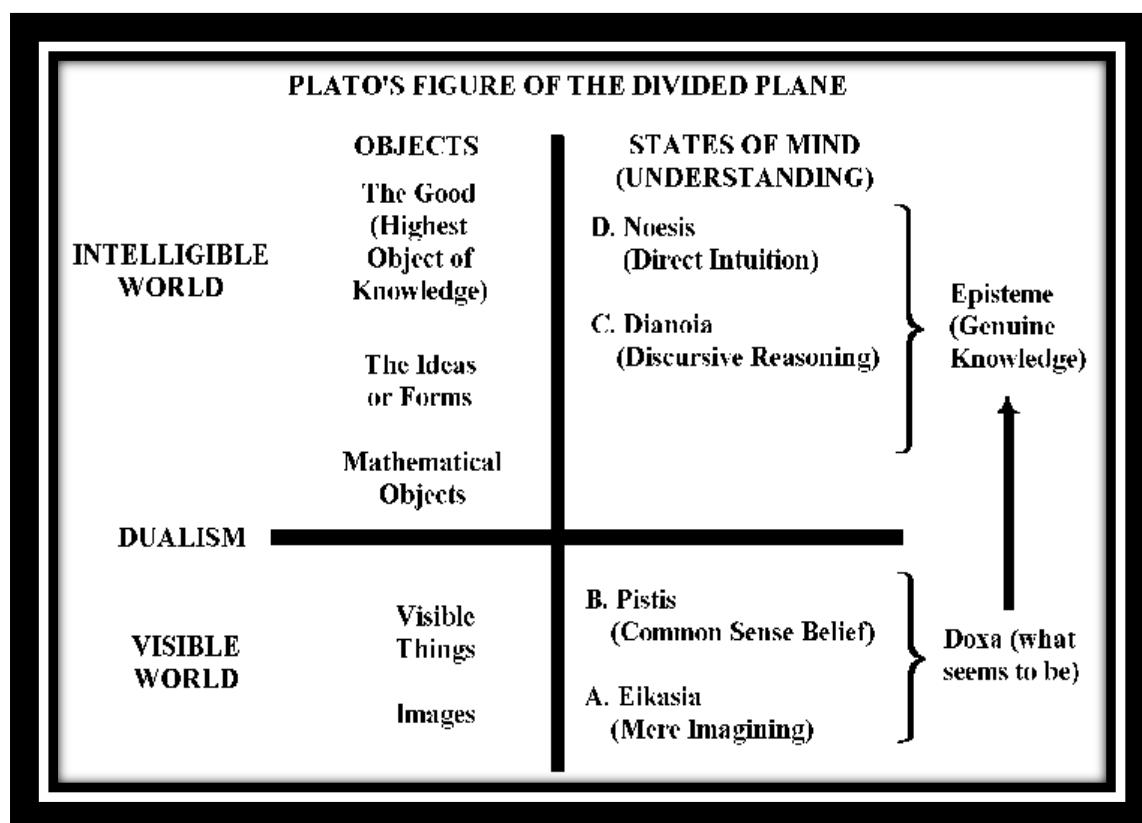 PLATO'S FIGURE OF THE DIVIDED PLANE
OBJECTS
STATES OF MIND
(UNDERSTANDING)
INTELLIGIBLE
WORLD
The Good
(Highest
Object of
Knowledge)
The Ideas
or Forms
Mathematical
Objects
D. Noesis
(Direct Intuition)
C. Dianoia
(Discursive Reasoning)
Episteme
(Genuine
Knowledge)
DUALISM
VISIBLE
WORLD
Visible
Things
Images
B. Pistis
(Common Sense Belief)
A. Eikasia
(Mere Imagining)
Doxa (what
seems to be)